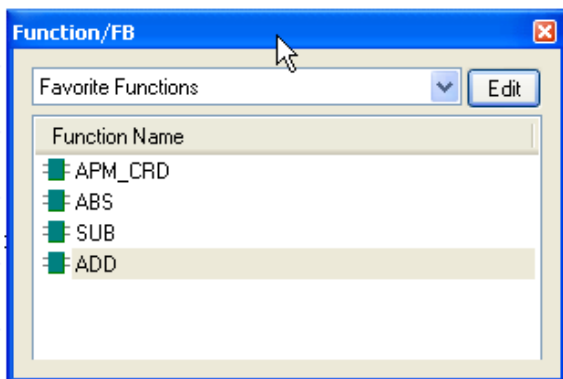 Function/FB
Favorite Functions Edit
Function Name
APM_CRD
ABS
SUB
ADD